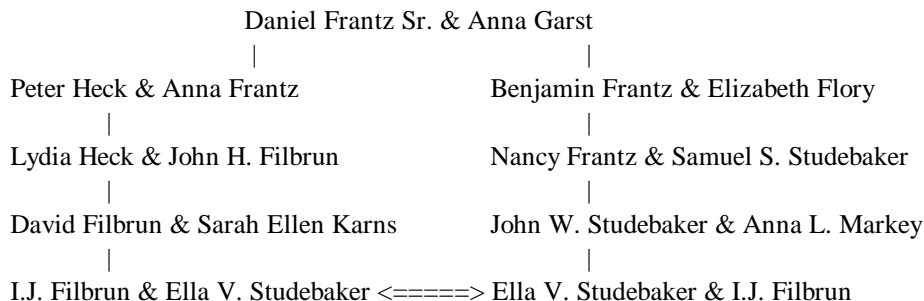 Daniel Frantz Sr. & Anna Garst
| |
Peter Heck & Anna Frantz Benjamin Frantz & Elizabeth Flory
| |
Lydia Heck & John H. Filbrun Nancy Frantz & Samuel S. Studebaker
| |
David Filbrun & Sarah Ellen Karns John W. Studebaker & Anna L. Markey
| |
I.J. Filbrun & Ella V. Studebaker <=====> Ella V. Studebaker & I.J. Filbrun